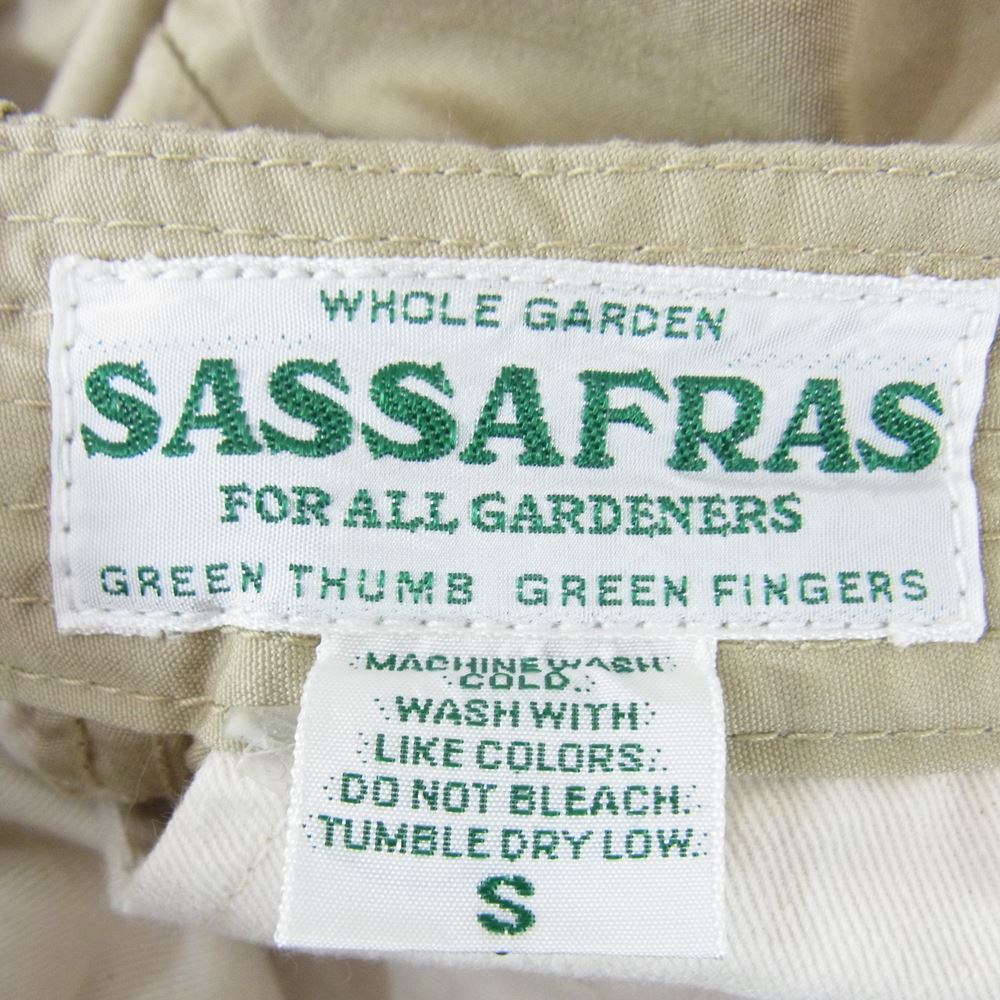 WHOLE GARDEN
SASSAFRAS
FOR ALL GARDENERS
GREEN THUMB GREEN FINGERS
MACHINE WASH
COLD.
WASH WITH
LIKE COLORS.
DO NOT BLEACH.
TUMBLE DRY LOW.
S